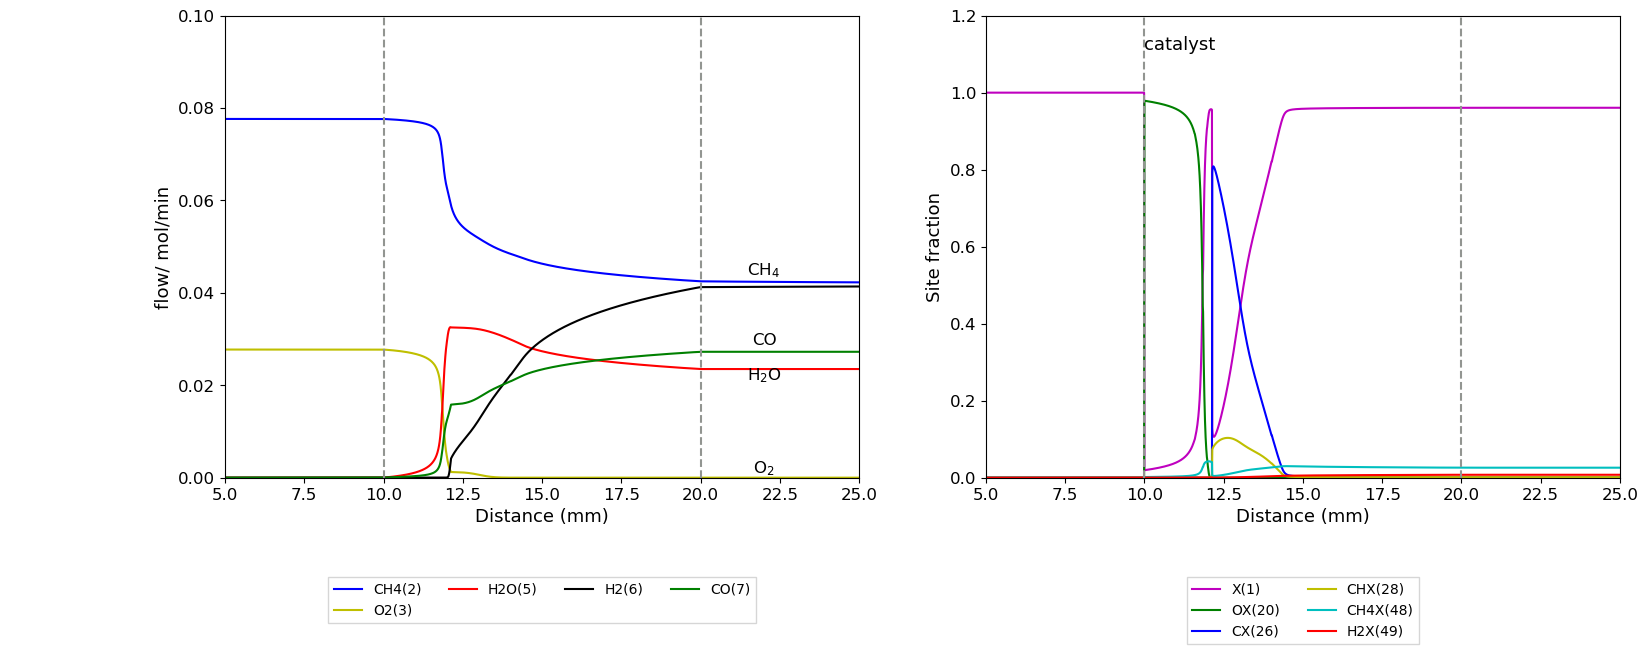 0.10
0.08
0.06
0.04
0.02
0.00
flow/ mol/min
CH4
CO
H2O
O2
5.0 7.5 10.0 12.5 15.0 17.5 20.0 22.5 25.0
Distance (mm)
CH4(2) H2O(5) H2(6) CO(7)
O2(3)
1.2
1.0
0.8
0.6
0.4
0.2
0.0
Site fraction
catalyst
5.0 7.5 10.0 12.5 15.0 17.5 20.0 22.5 25.0
Distance (mm)
X(1) CHX(28)
OX(20) CH4X(48)
CX(26) H2X(49)